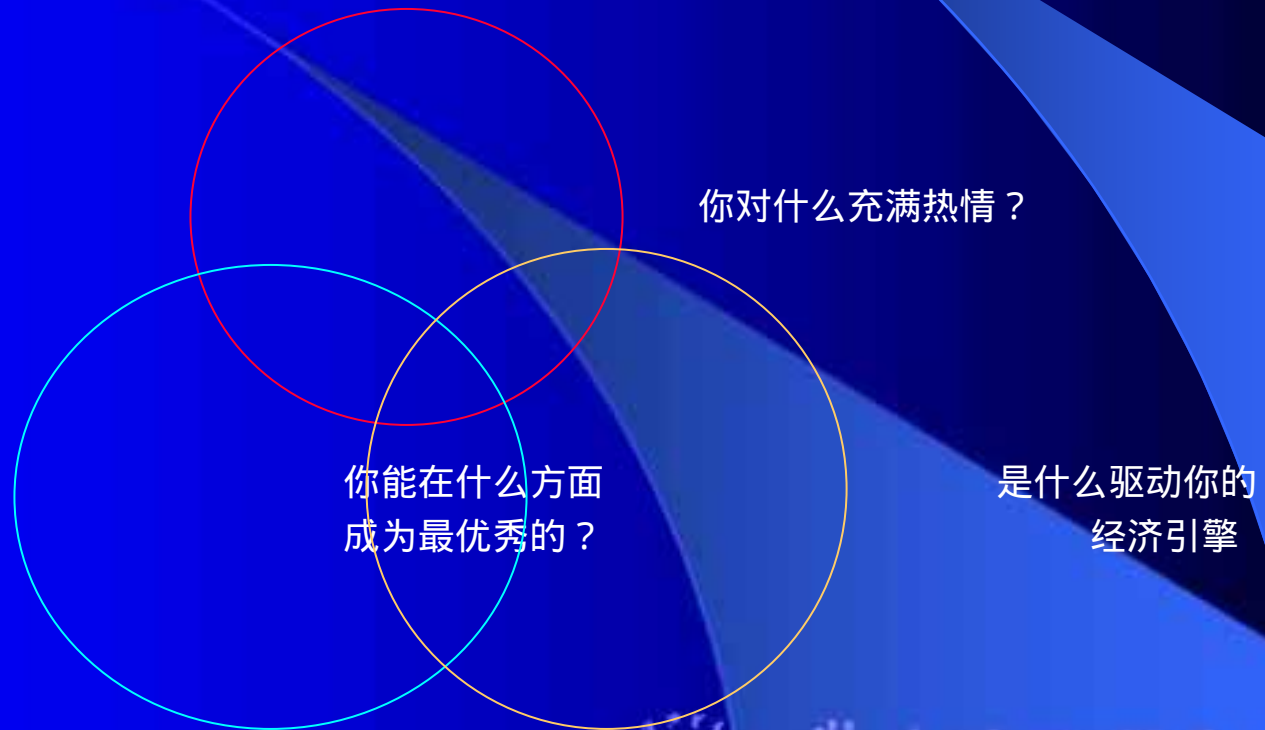 你对什么充满热情？
你能在什么方面
成为最优秀的？
是什么驱动你的
经济引擎